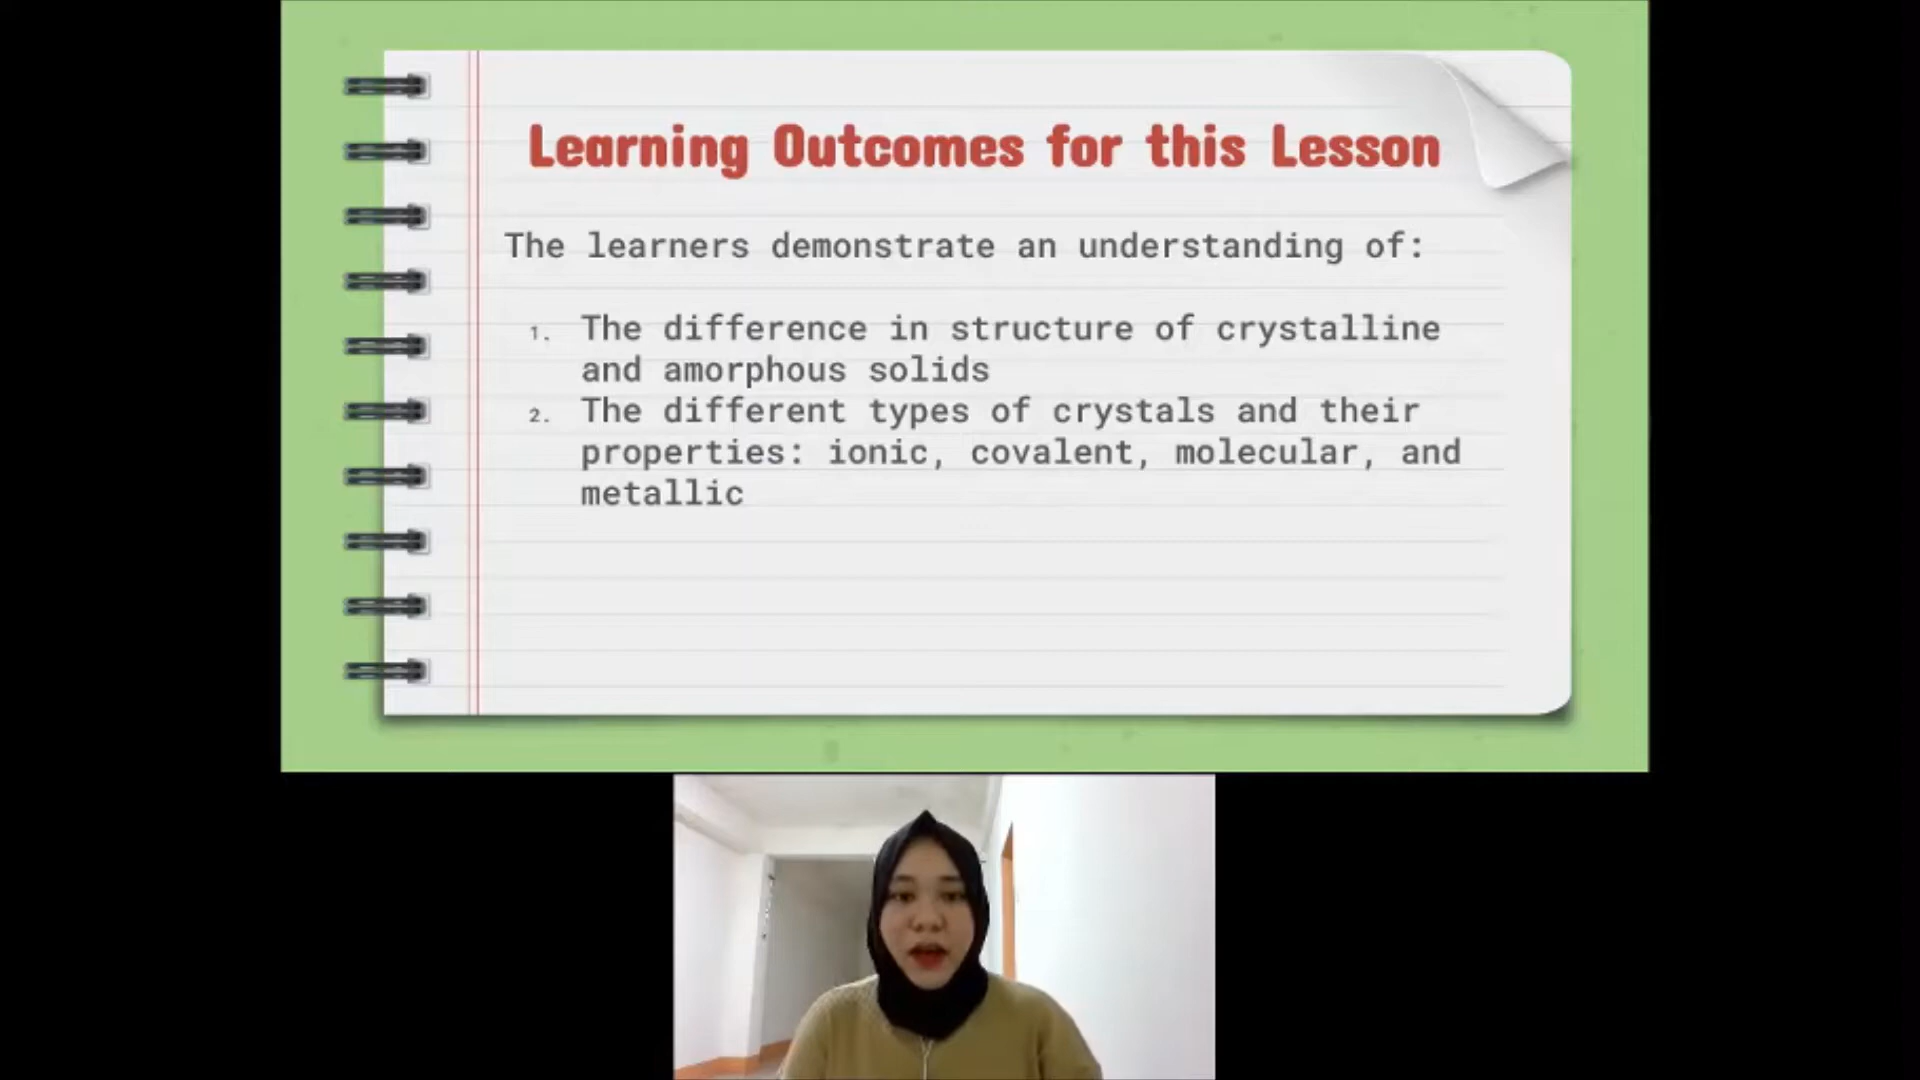 Learning Outcomes for this Lesson
The learners demonstrate an understanding of:
1. The difference in structure of crystalline
and amorphous solids
2. The different types of crystals and their
properties: ionic, covalent, molecular, and
metallic